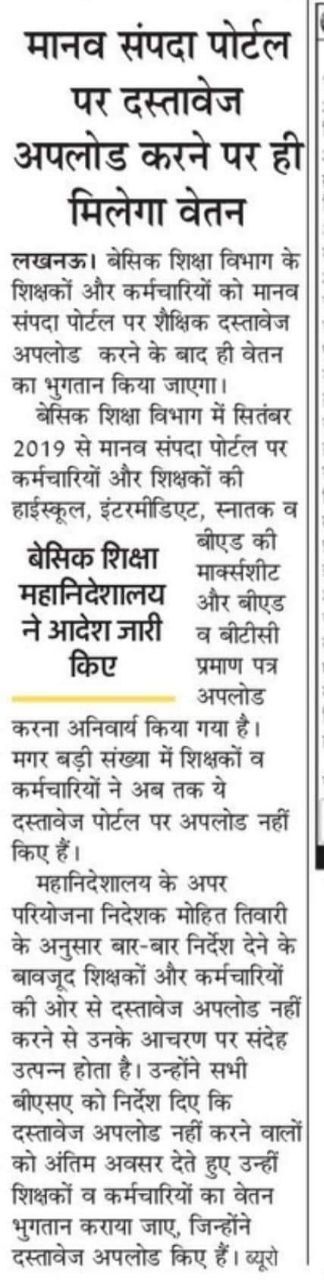 मानव संपदा पोर्टल
पर दस्तावेज
अपलोड करने पर ही
मिलेगा वेतन
लखनऊ। बेसिक शिक्षा विभाग के
शिक्षकों और कर्मचारियों को मानव
संपदा पोर्टल पर शैक्षिक दस्तावेज
अपलोड करने के बाद ही वेतन
का भुगतान किया जाएगा।
बेसिक शिक्षा विभाग में सितंबर
2019 से मानव संपदा पोर्टल पर
कर्मचारियों और शिक्षकों की
हाईस्कूल, इंटरमीडिएट, स्नातक व
बीएड की
मार्क्सशीट
और बीएड
व बीटीसी
प्रमाण पत्र
अपलोड
बेसिक शिक्षा
महानिदेशालय
ने आदेश जारी
किए
करना अनिवार्य किया गया है।
मगर बड़ी संख्या में शिक्षकों व
कर्मचारियों ने अब तक ये
दस्तावेज पोर्टल पर अपलोड नहीं
किए हैं।
महानिदेशालय के अपर
परियोजना निदेशक मोहित तिवारी
के अनुसार बार-बार निर्देश देने के
बावजूद शिक्षकों और कर्मचारियों
की ओर से दस्तावेज अपलोड नहीं
करने से उनके आचरण पर संदेह
उत्पन्न होता है। उन्होंने सभी
बीएसए को निर्देश दिए कि
दस्तावेज अपलोड नहीं करने वालों
को अंतिम अवसर देते हुए उन्हीं
शिक्षकों व कर्मचारियों का वेतन
भुगतान कराया जाए, जिन्होंने
दस्तावेज अपलोड किए हैं। ब्यूरो